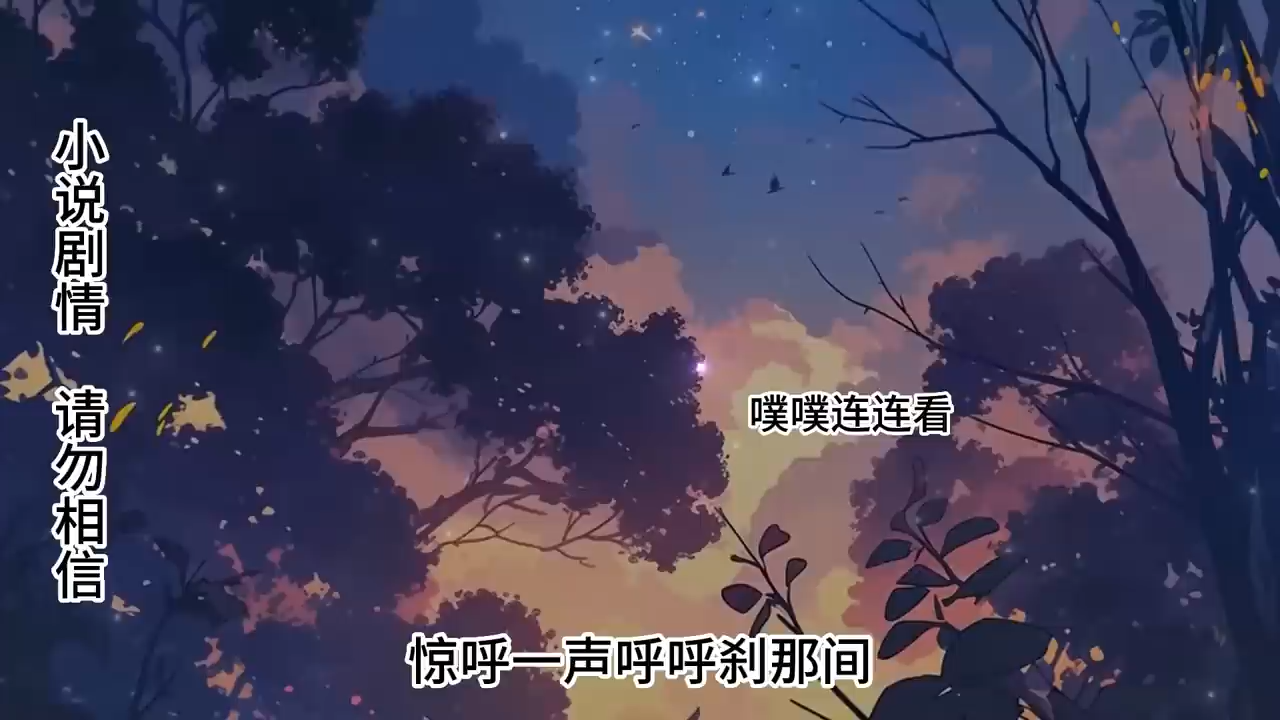 小说剧情 请勿相信
噗噗连连看
惊呼一声呼呼刹那间